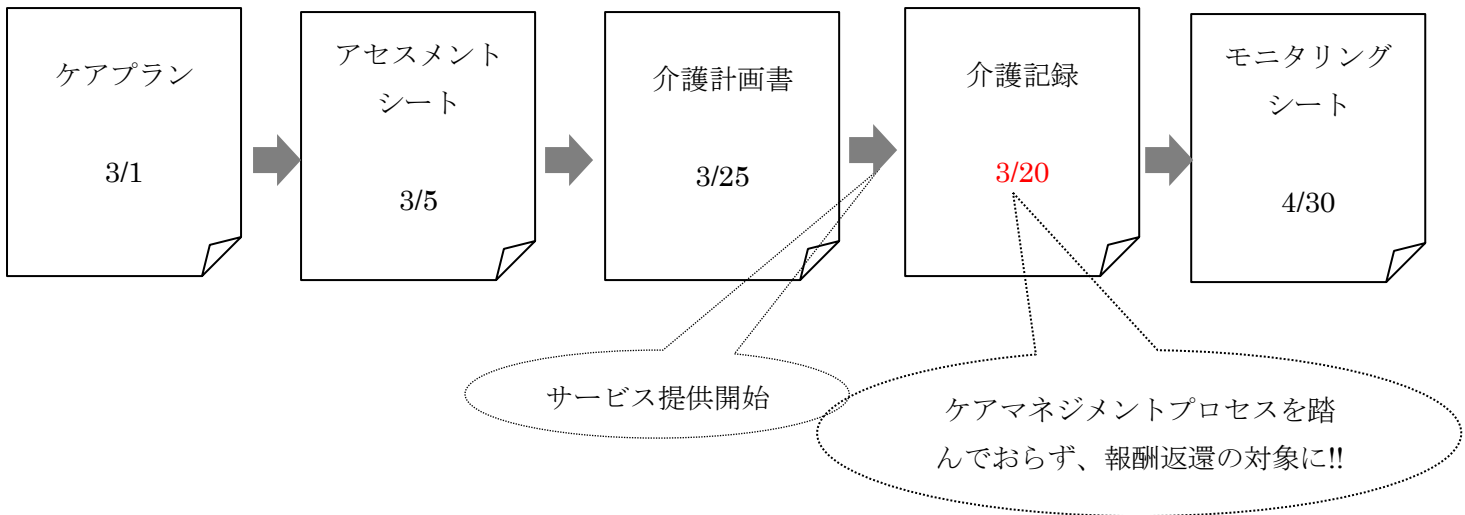 ケアプラン
3/1
アセスメント
シート
3/5
介護計画書
3/25
介護記録
3/20
モニタリング
シート
4/30
サービス提供開始
ケアマネジメントプロセスを踏
んでおらず、報酬返還の対象に!!